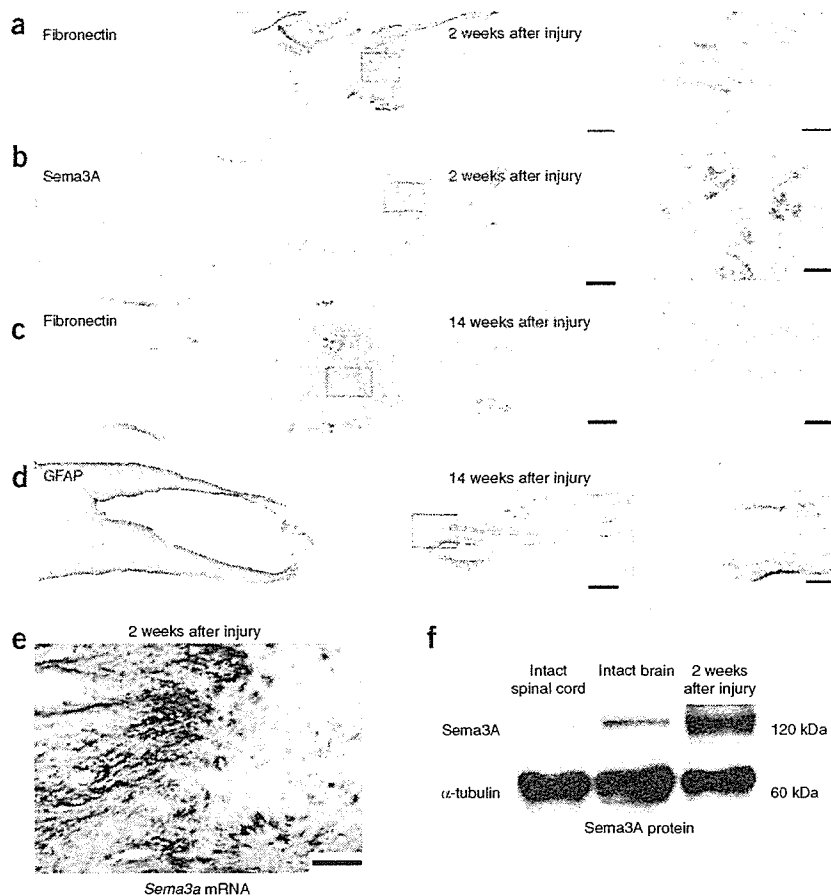 a
Fibronectin
2 weeks after injury
b
Sema3A
2 weeks after injury
c
Fibronectin
14 weeks after injury
d
GFAP
14 weeks after injury
e
2 weeks after injury
Sema3a mRNA
f
Intact spinal cord
Intact brain
2 weeks after injury
Sema3A
120 kDa
α-tubulin
60 kDa
Sema3A protein